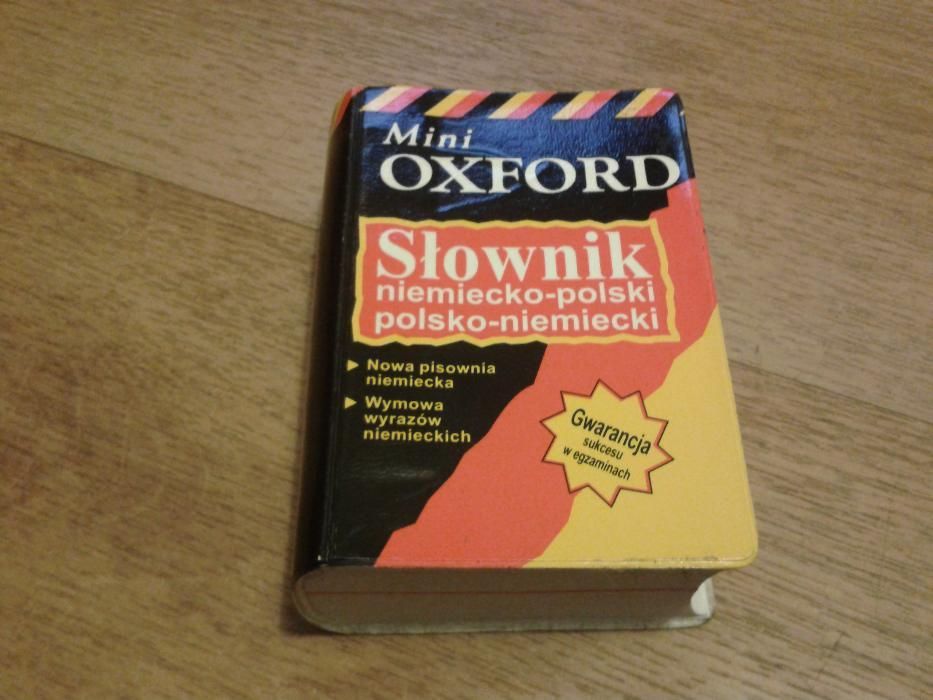 Mini
OXFORD
Słownik
niemiecko-polski
polsko-niemiecki
Nowa pisownia
niemiecka
Wymowa
wyrazów
niemieckich
Gwarancja
sukcesu
w egzaminach